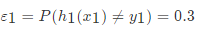 ε1 = P(h1(x1) ≠ y1) = 0.3